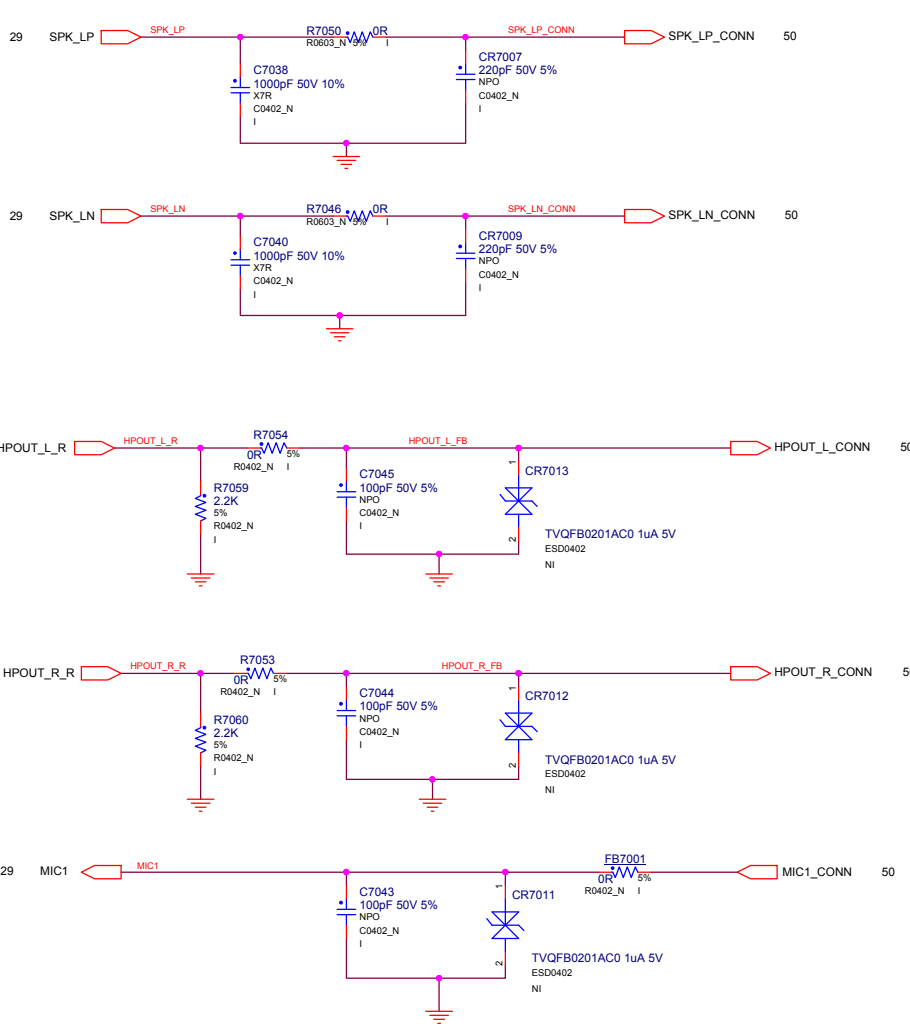 29 SPK_LP SPK_LP R7050 0R SPK_LP_CONN SPK_LP_CONN 50
R0603_N 5% I
C7038
1000pF 50V 10%
X7R
C0402_N
I
CR7007
220pF 50V 5%
NPO
C0402_N
I
29 SPK_LN SPK_LN R7046 0R SPK_LN_CONN SPK_LN_CONN 50
R0603_N 5% I
C7040
1000pF 50V 10%
X7R
C0402_N
I
CR7009
220pF 50V 5%
NPO
C0402_N
I
HPOUT_L_R HPOUT_L_R R7054 HPOUT_L_FB HPOUT_L_CONN 50
0R 5%
R0402_N I
R7059
2.2K
5%
R0402_N
I
C7045
100pF 50V 5%
NPO
C0402_N
I
1
CR7013
2
TVQFB0201AC0 1uA 5V
ESD0402
NI
HPOUT_R_R HPOUT_R_R R7053 HPOUT_R_FB HPOUT_R_CONN 5
0R 5%
R0402_N I
R7060
2.2K
5%
R0402_N
I
C7044
100pF 50V 5%
NPO
C0402_N
I
1
CR7012
2
TVQFB0201AC0 1uA 5V
ESD0402
NI
29 MIC1 MIC1 FB7001 MIC1_CONN 50
0R 5%
R0402_N I
C7043
100pF 50V 5%
NPO
C0402_N
I
1
CR7011
2
TVQFB0201AC0 1uA 5V
ESD0402
NI